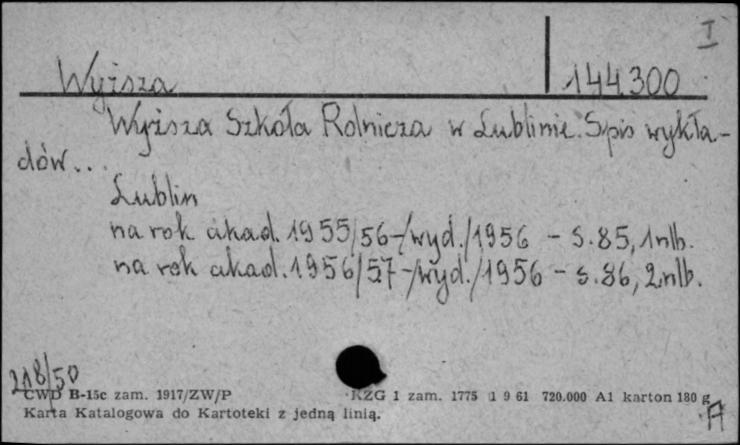 I
Wyższa 144300
Wyższa Szkoła Rolnicza w Lublinie. Spis wykła-
dów...
Lublin
na rok akad. 1955/56-/wyd./1956 - s.85, 1nlb.
na rok akad. 1956/57-/wyd./1956 - s.86, 2nlb.
218/50
CWD B-15c zam. 1917/ZW/P KZG 1 zam. 1775 1 9 61 720.000 A1 karton 180 g
Karta Katalogowa do Kartoteki z jedną linią.